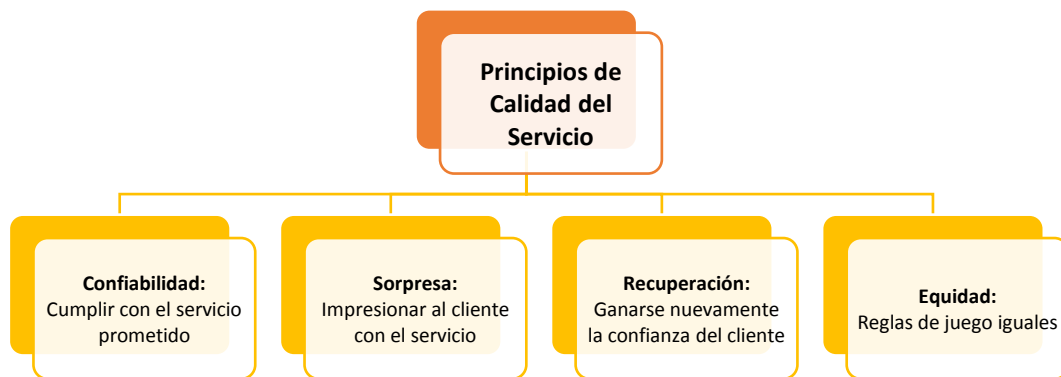 Principios de
Calidad del
Servicio
Confiabilidad:
Cumplir con el servicio
prometido
Sorpresa:
Impresionar al cliente
con el servicio
Recuperación:
Ganarse nuevamente
la confianza del cliente
Equidad:
Reglas de juego iguales